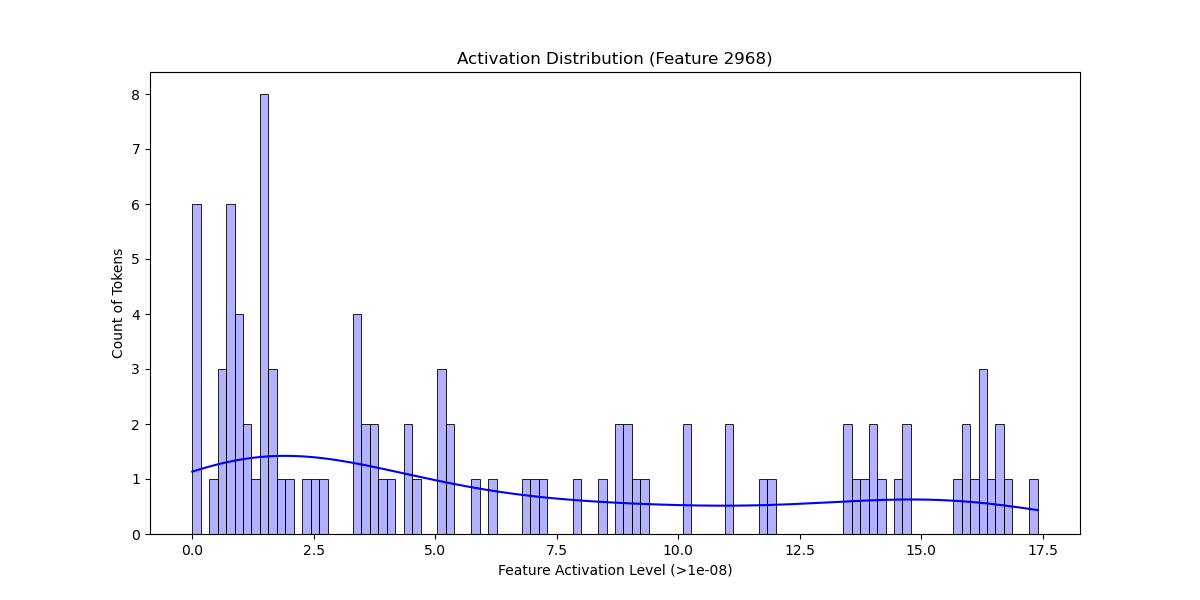 Activation Distribution (Feature 2968)
8
7
6
5
4
3
2
1
0
Count of Tokens
0.0 2.5 5.0 7.5 10.0 12.5 15.0 17.5
Feature Activation Level (>1e-08)